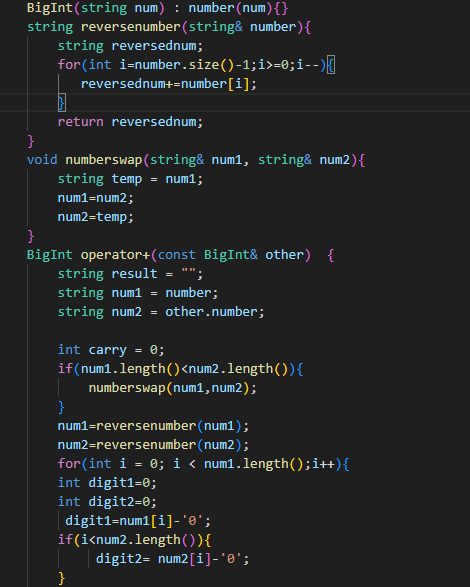 BigInt(string num) : number(num){}
string reversenumber(string& number){
    string reversednum;
    for(int i=number.size()-1;i>=0;i--){
       reversednum+=number[i];
    }
    return reversednum;
}
void numberswap(string& num1, string& num2){
    string temp = num1;
    num1=num2;
    num2=temp;
}
BigInt operator+(const BigInt& other)  {
    string result = "";
    string num1 = number;
    string num2 = other.number;

    int carry = 0;
    if(num1.length()<num2.length()){
        numberswap(num1,num2);
    }
    num1=reversenumber(num1);
    num2=reversenumber(num2);
    for(int i = 0; i < num1.length();i++){
    int digit1=0;
    int digit2=0;
     digit1=num1[i]-'0';
    if(i<num2.length()){
         digit2= num2[i]-'0';
    }